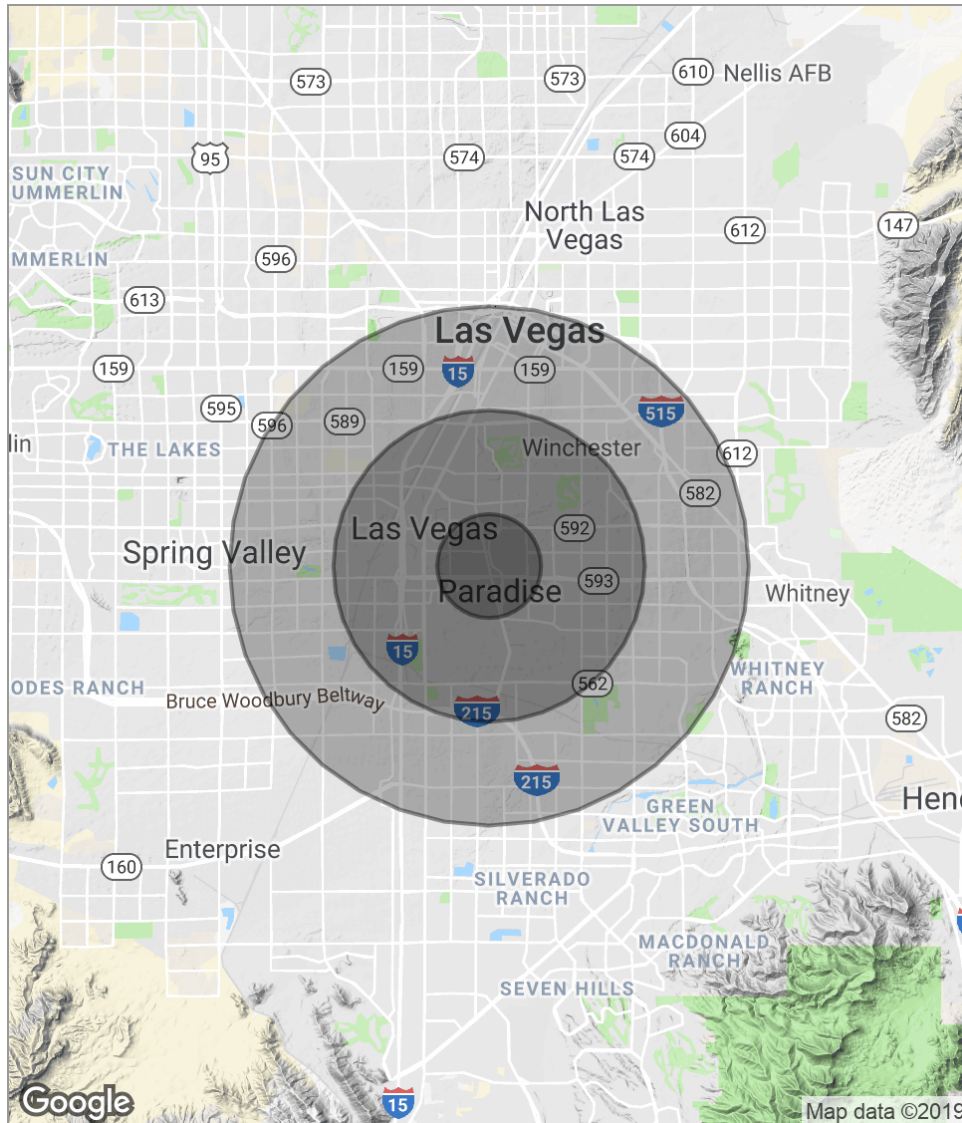 573
573
610
Nellis AFB
604
95
574
574
SUN CITY
UMMERLIN
North Las
Vegas
612
147
MMERLIN
596
613
Las Vegas
159
15
159
159
595
596
589
515
lin
THE LAKES
Winchester
612
582
Las Vegas
592
Spring Valley
Paradise
593
Whitney
15
562
WHITNEY
RANCH
ODES RANCH
Bruce Woodbury Beltway
215
582
215
GREEN
VALLEY SOUTH
Hend
Enterprise
160
SILVERADO
RANCH
MACDONALD
RANCH
SEVEN HILLS
Google
15
Map data ©2019